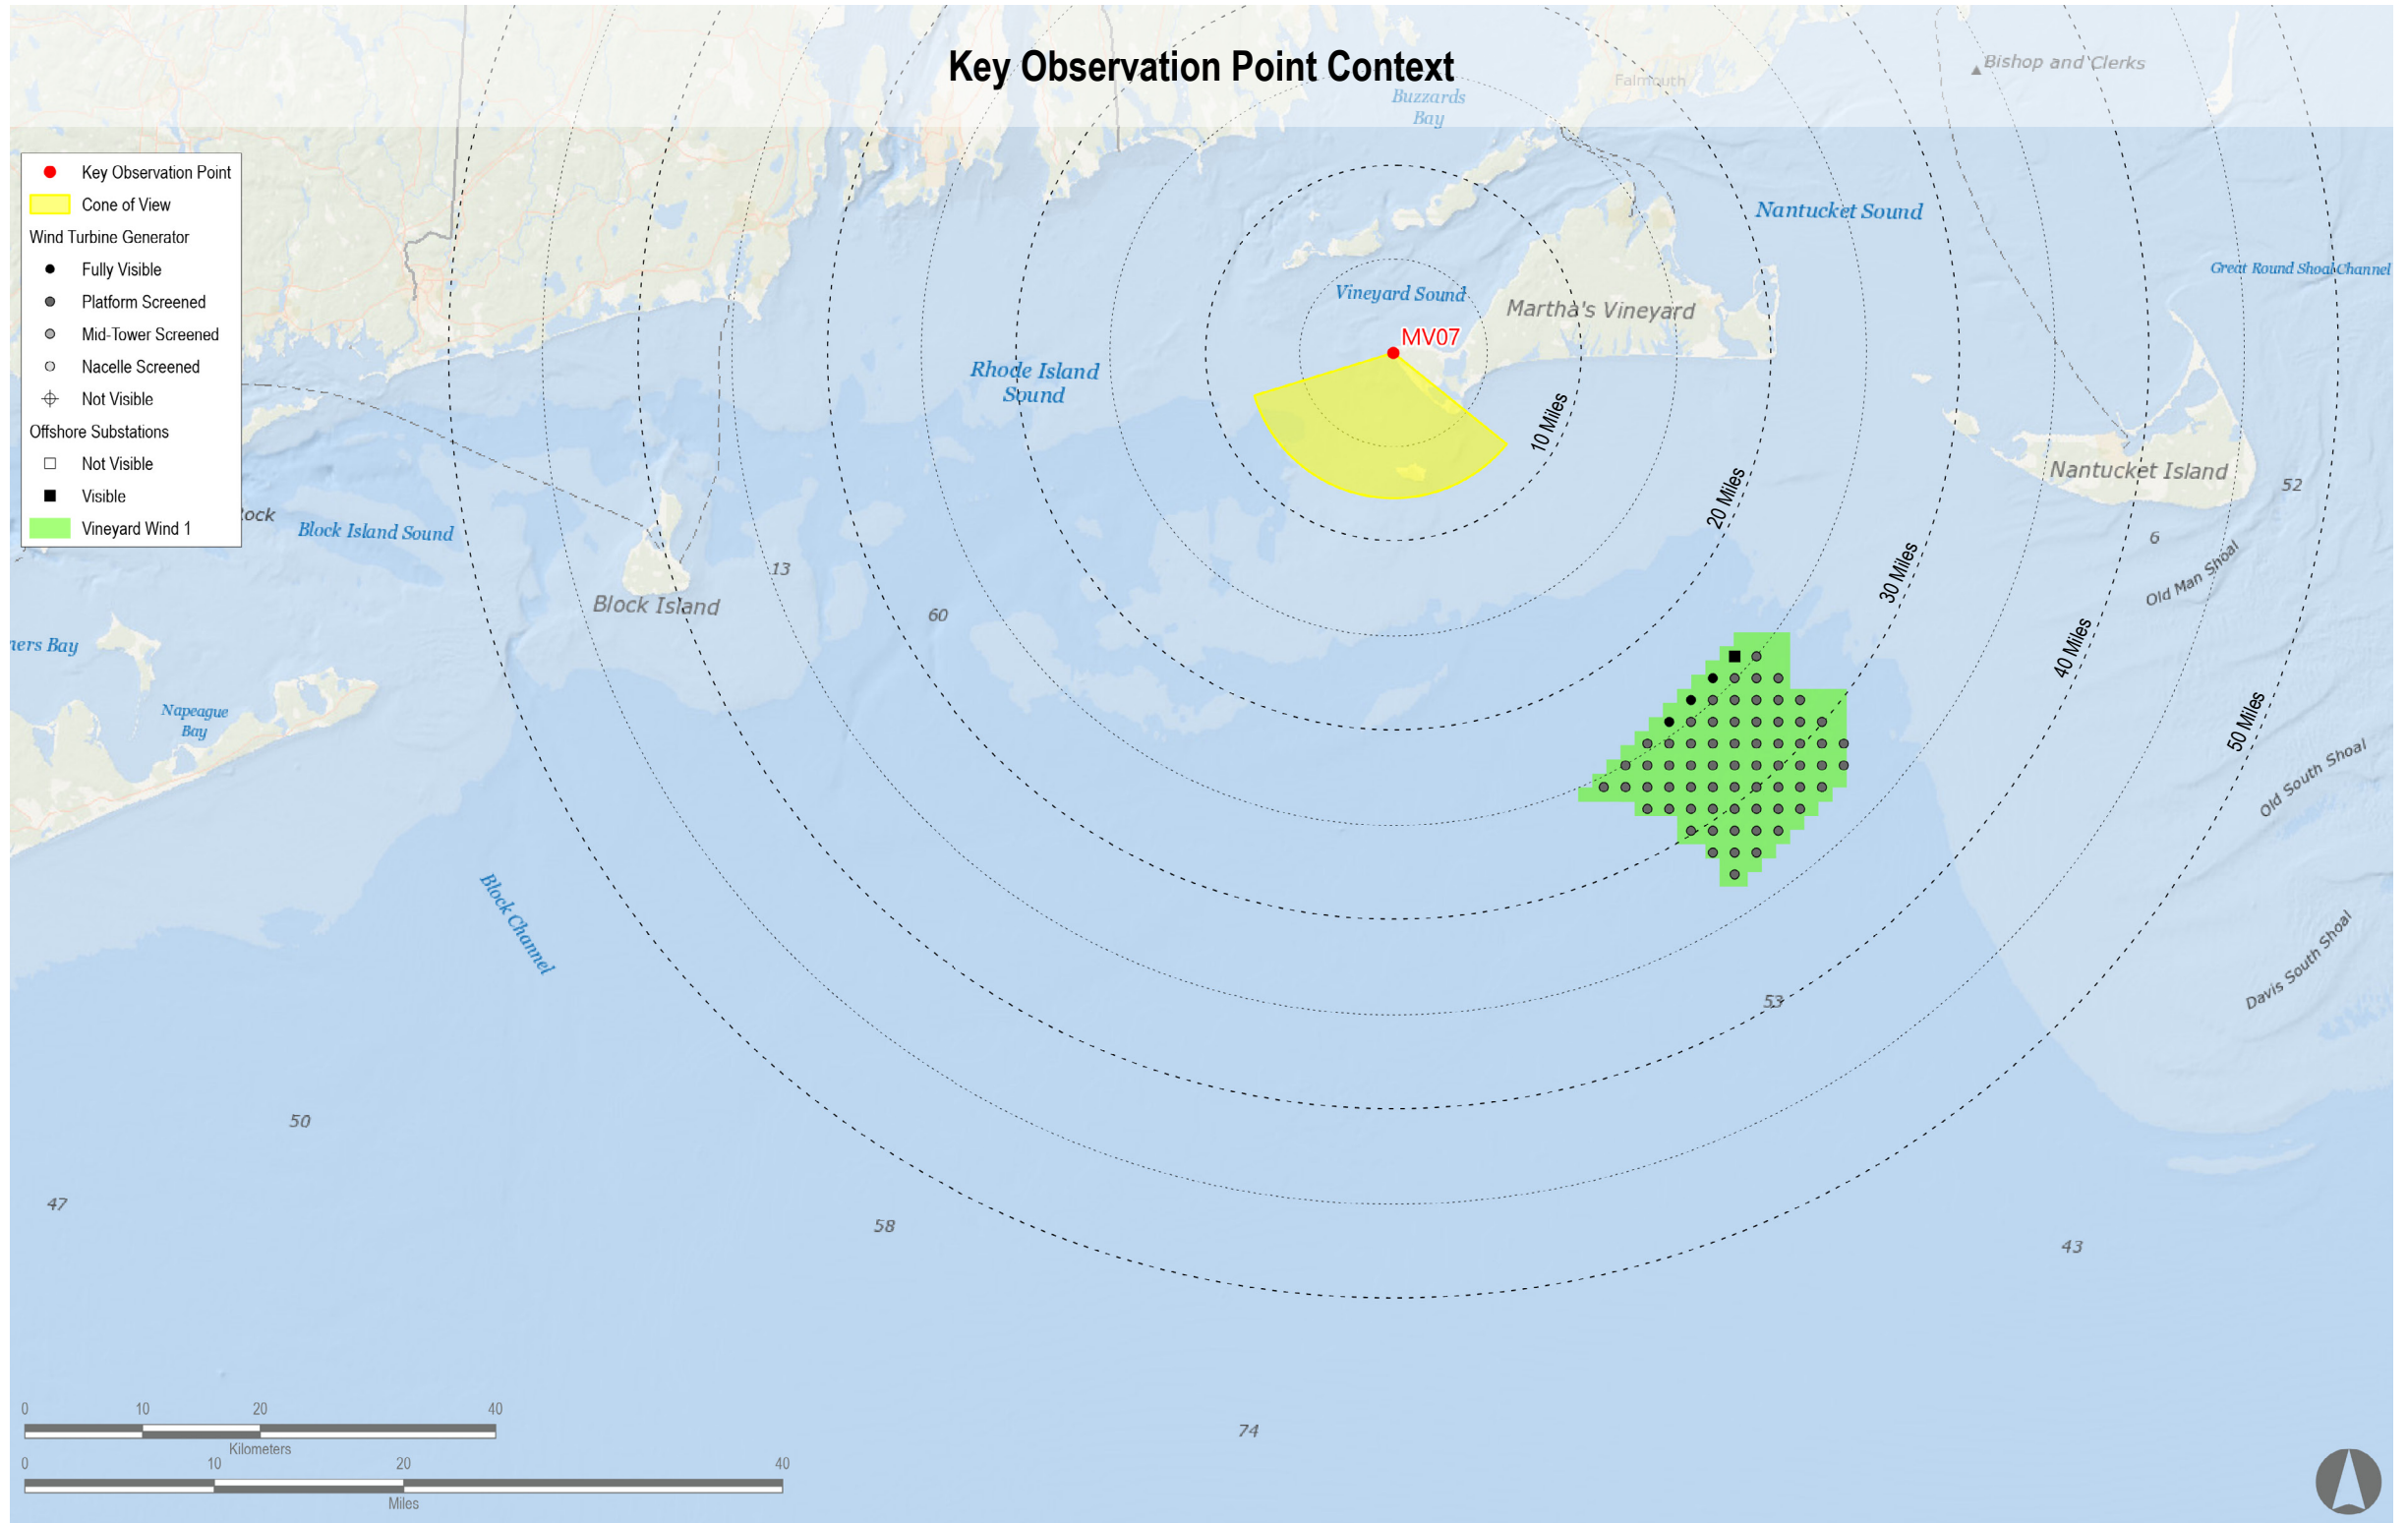 Key Observation Point Context
Bishop and Clerks
Falmouth
Buzzards
Bay
Key Observation Point
Cone of View
Wind Turbine Generator
Fully Visible
Platform Screened
Mid-Tower Screened
Nacelle Screened
Not Visible
Offshore Substations
Not Visible
Visible
Vineyard Wind 1
Nantucket Sound
Great Round Shoal Channel
Vineyard Sound
Martha's Vineyard
MV07
Rhode Island
Sound
10 Miles
20 Miles
30 Miles
40 Miles
50 Miles
Nantucket Island
52
6
Old Man Shoal
Block Island Sound
13
Block Island
60
Napeague
Bay
Bay
Old South Shoal
Block Channel
Davis South Shoal
53
50
47
58
43
74
0 10 20 40
Kilometers
0 10 20 40
Miles